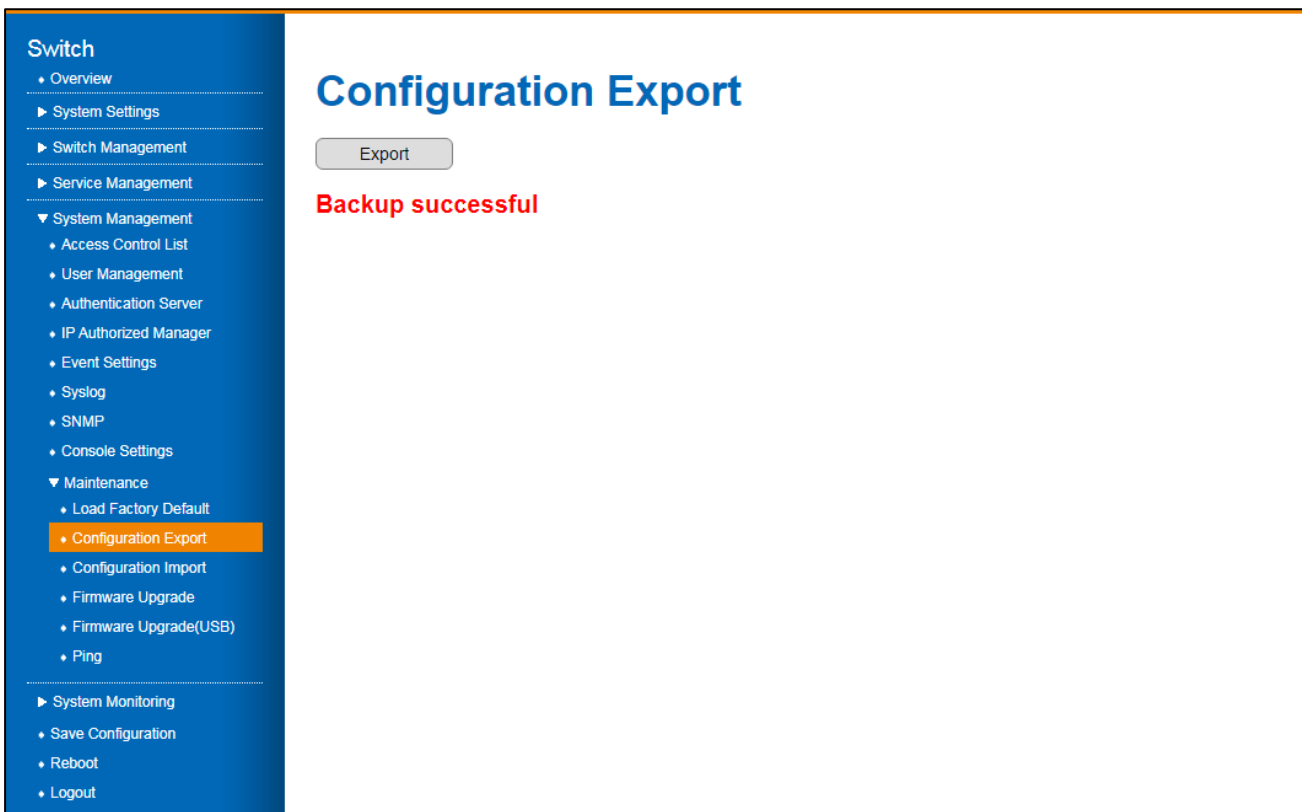 Switch
Overview
System Settings
Switch Management
Service Management
System Management
Access Control List
User Management
Authentication Server
IP Authorized Manager
Event Settings
Syslog
SNMP
Console Settings
Maintenance
Load Factory Default
Configuration Export
Configuration Import
Firmware Upgrade
Firmware Upgrade(USB)
Ping
System Monitoring
Save Configuration
Reboot
Logout
Configuration Export
Export
Backup successful